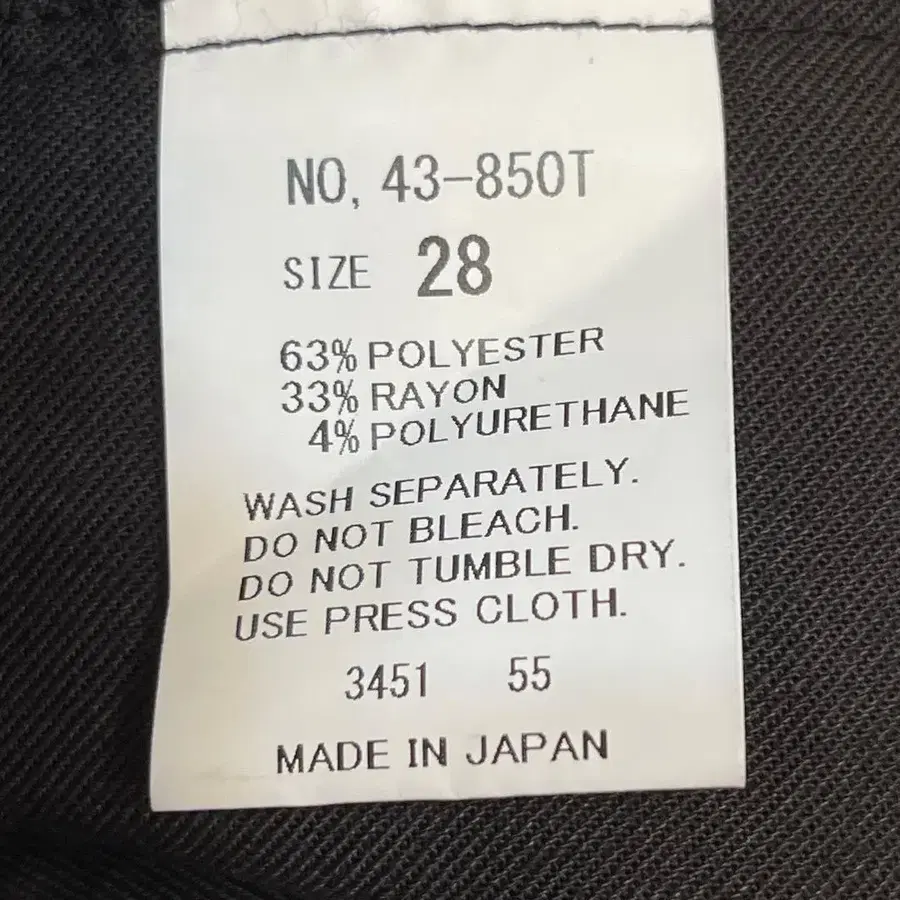 NO, 43-850T
SIZE 28
63% POLYESTER
33% RAYON
4% POLYURETHANE
WASH SEPARATELY.
DO NOT BLEACH.
DO NOT TUMBLE DRY.
USE PRESS CLOTH.
3451 55
MADE IN JAPAN